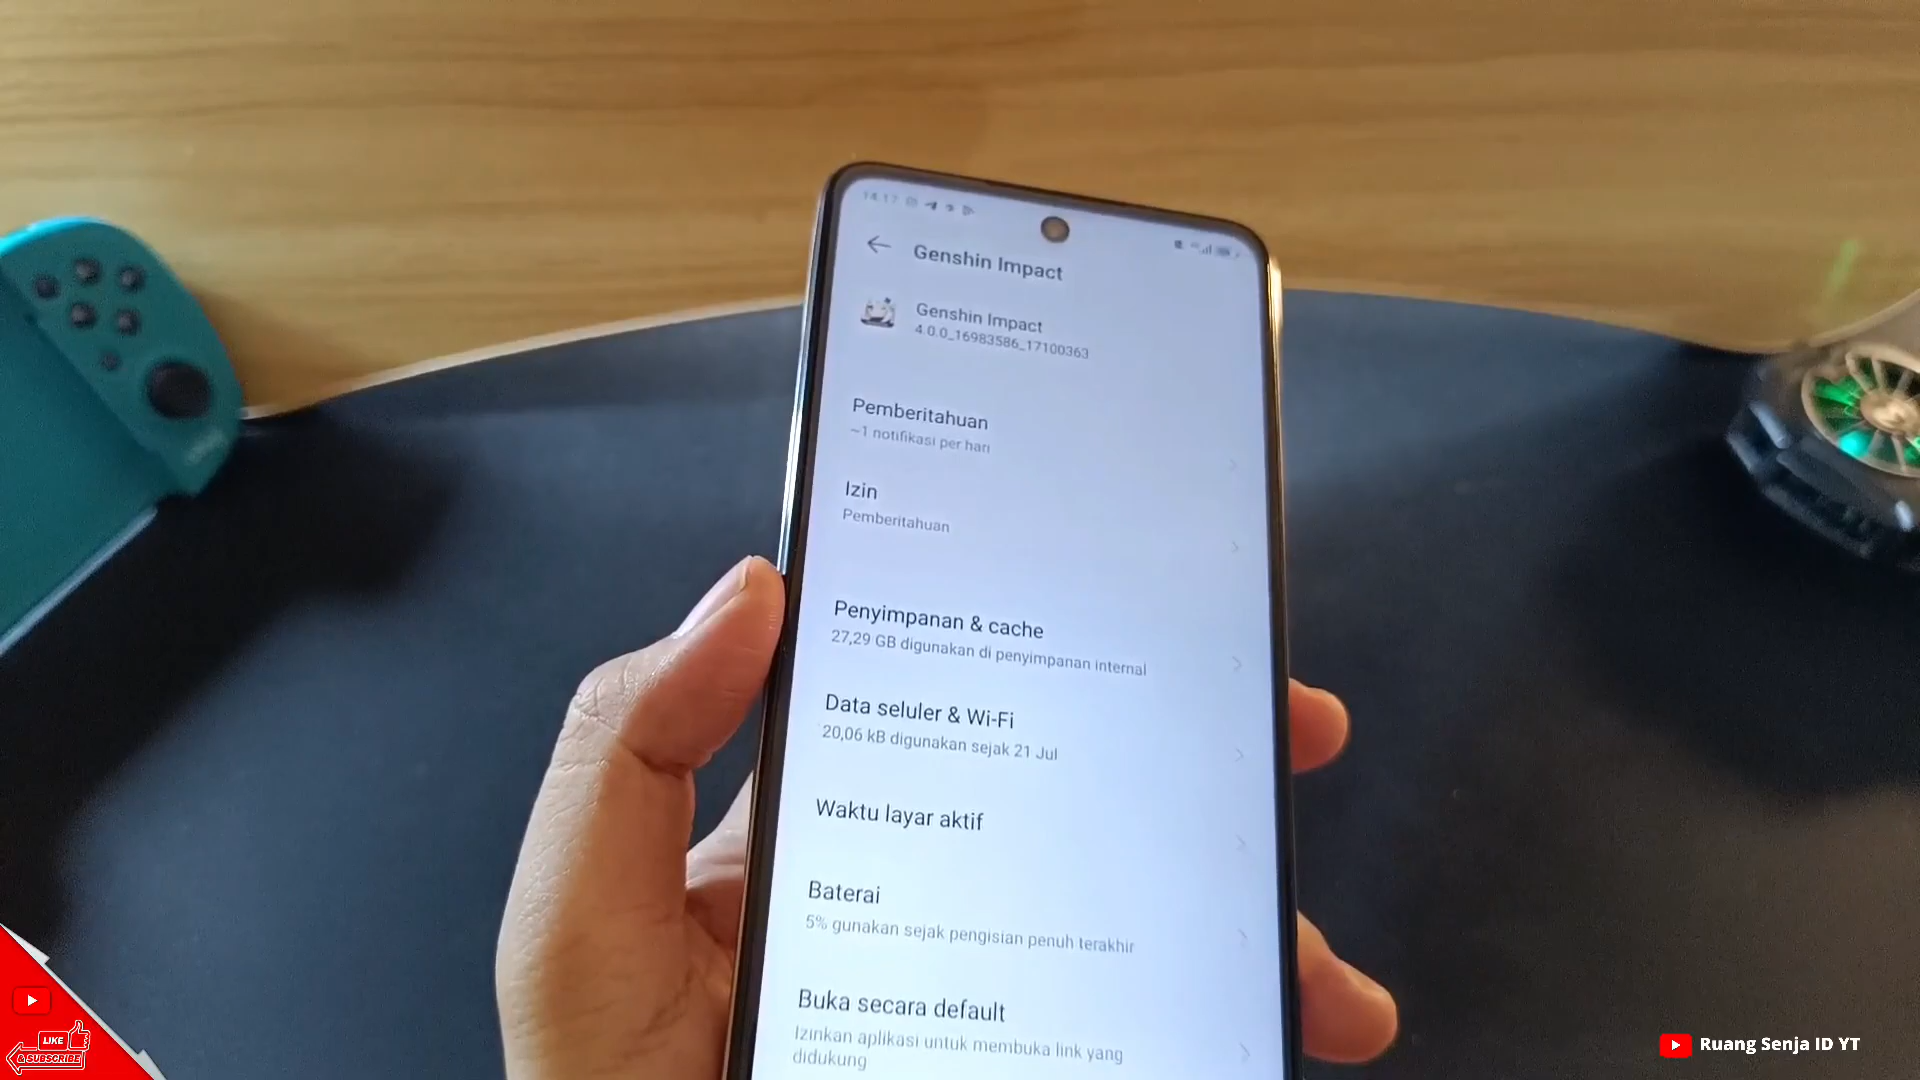 14.17
Genshin Impact
Genshin Impact
4.0.0_16983586_17100363
Pemberitahuan
~1 notifikasi per hari
Izin
Pemberitahuan
Penyimpanan & cache
27,29 GB digunakan di penyimpanan internal
Data seluler & Wi-Fi
20,06 kB digunakan sejak 21 Jul
Waktu layar aktif
Baterai
5% gunakan sejak pengisian penuh terakhir
Buka secara default
Izinkan aplikasi untuk membuka link yang
didukung
LIKE
& SUBSCRIBE
Ruang Senja ID YT